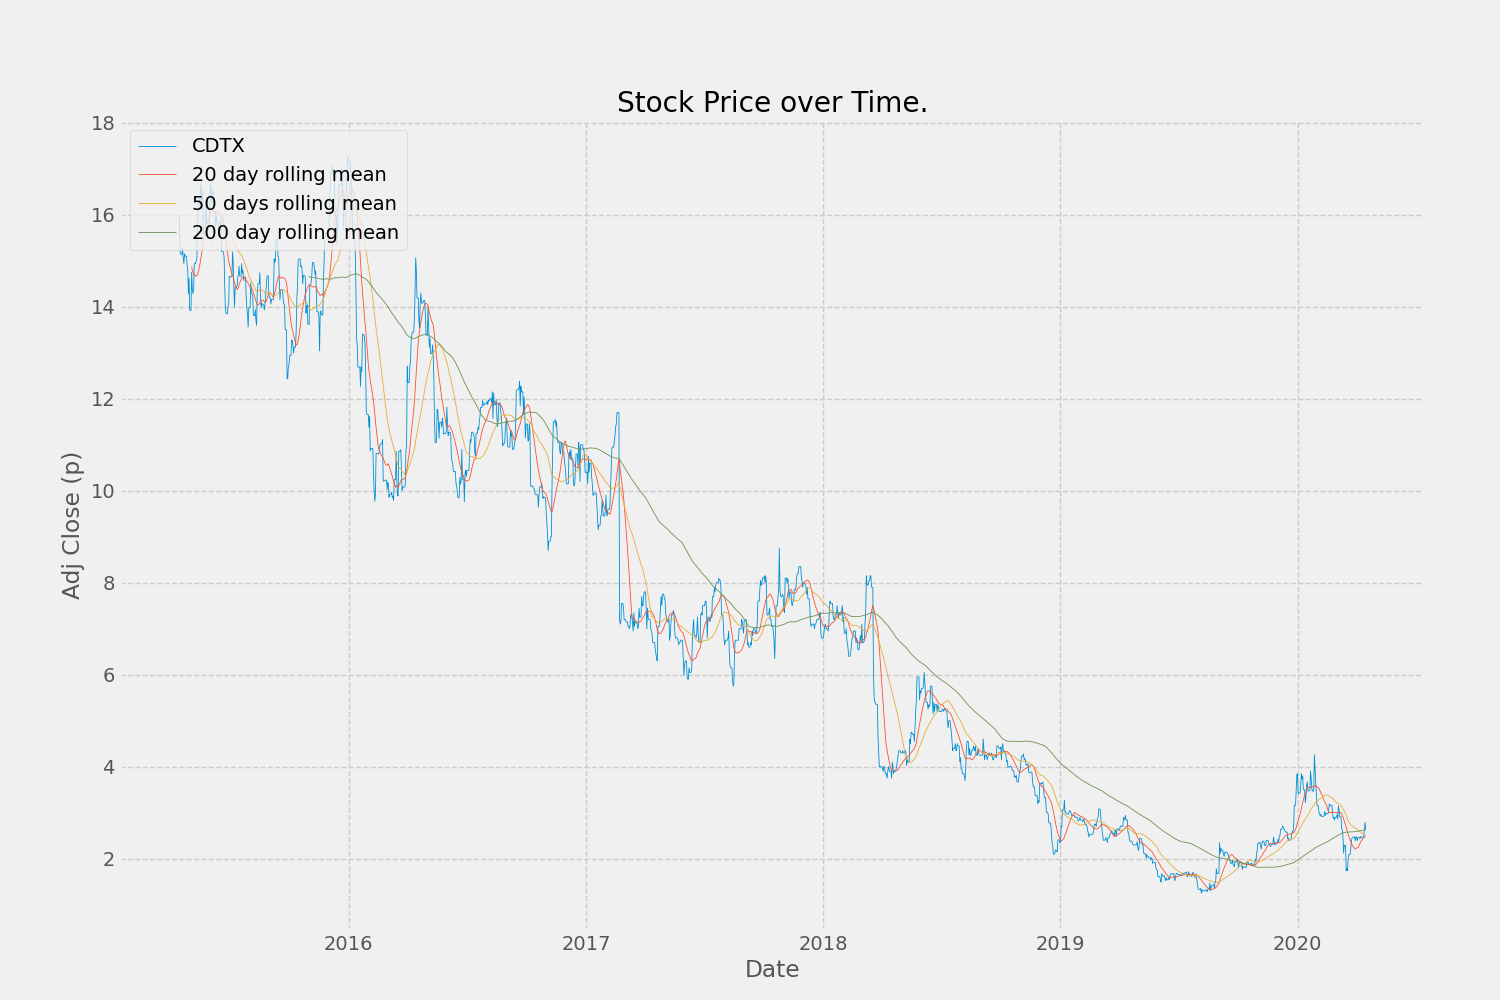 Stock Price over Time.
CDTX
20 day rolling mean
50 days rolling mean
200 day rolling mean
18
16
14
12
10
8
6
4
2
Adj Close (p)
2016 2017 2018 2019 2020
Date